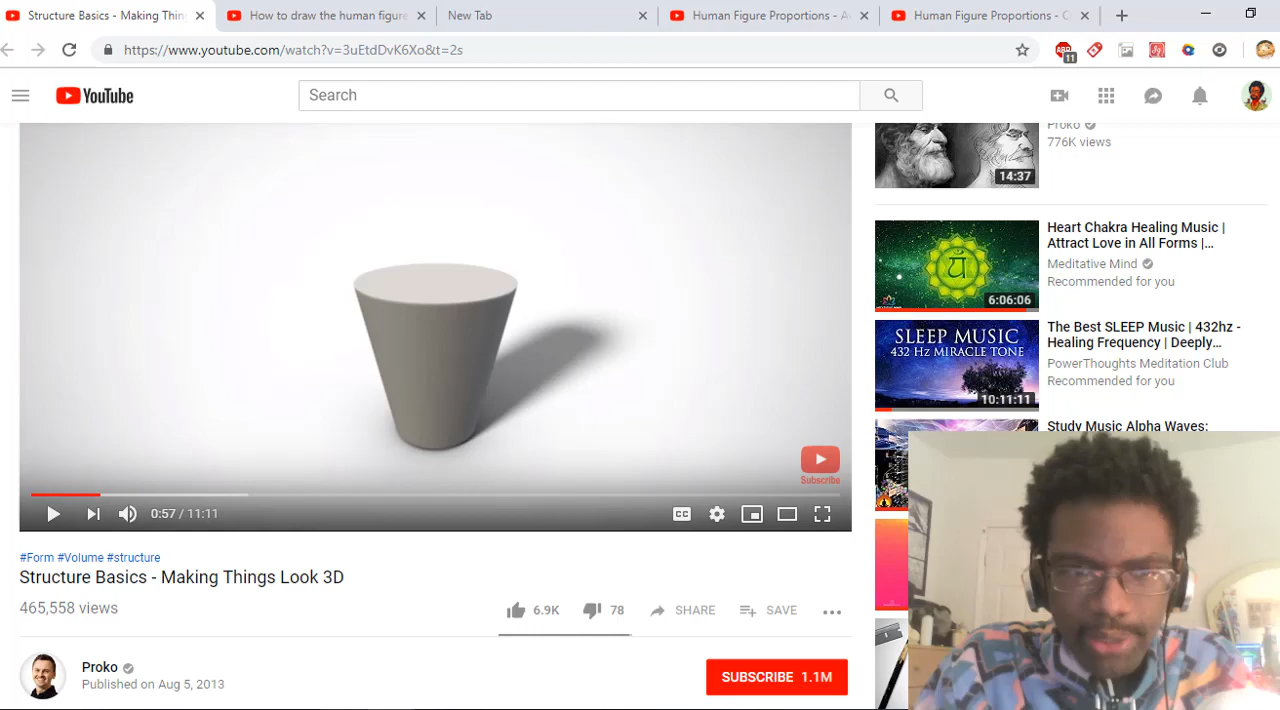 Structure Basics - Making Thin
How to draw the human figure
New Tab
Human Figure Proportions - A
Human Figure Proportions - C
https://www.youtube.com/watch?v=3uEtdDvK6Xo&t=2s
11
YouTube
Search
Proko
776K views
14:37
Heart Chakra Healing Music |
Attract Love in All Forms |...
Meditative Mind
Recommended for you
6:06:06
SLEEP MUSIC
432 HZ MIRACLE TONE
10:11:11
The Best SLEEP Music | 432hz -
Healing Frequency | Deeply...
PowerThoughts Meditation Club
Recommended for you
Study Music Alpha Waves:
Subscribe
0:57 / 11:11
CC
#Form #Volume #structure
Structure Basics - Making Things Look 3D
465,558 views
6.9K
78
SHARE
SAVE
Proko
Published on Aug 5, 2013
SUBSCRIBE 1.1M